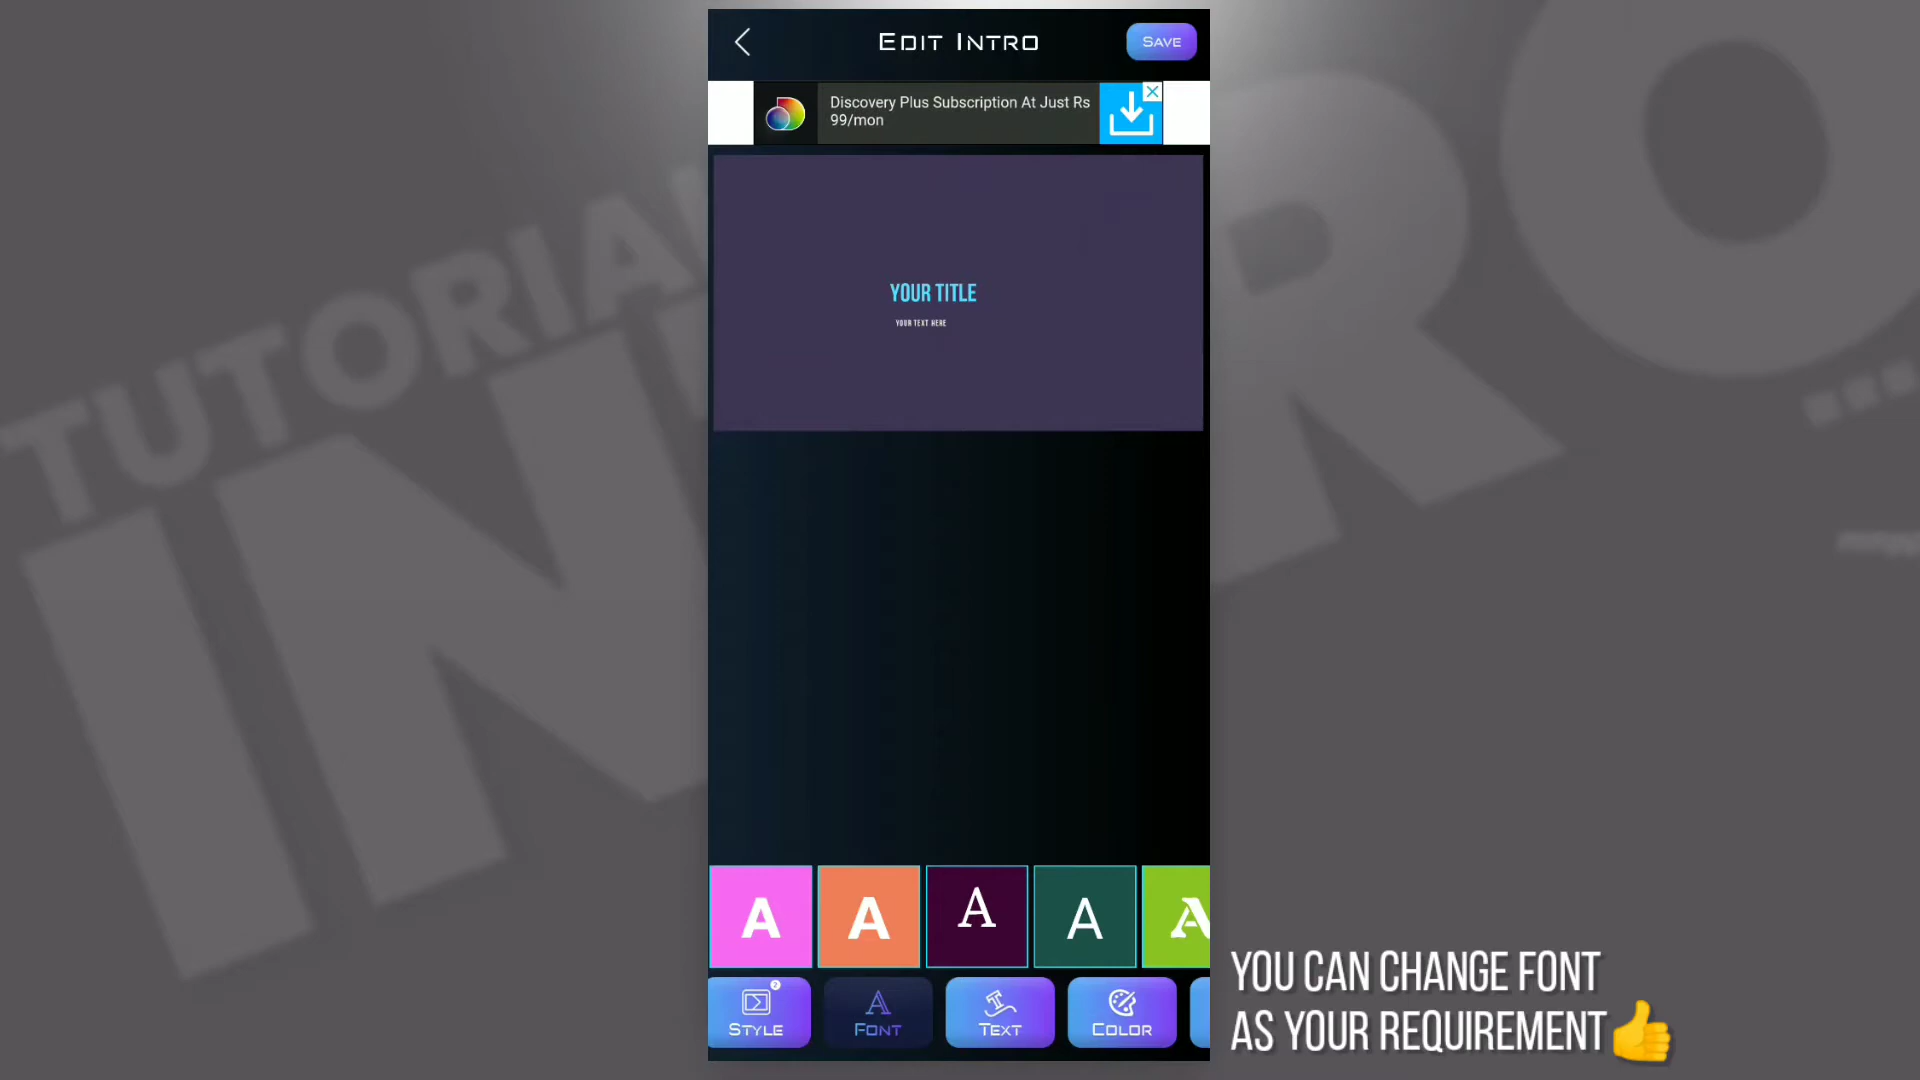 TUTORIAL
INTRO
EDIT INTRO
SAVE
Discovery Plus Subscription At Just Rs
99/mon
YOUR TITLE
YOUR TEXT HERE
A A A A A
2
STYLE FONT TEXT COLOR
YOU CAN CHANGE FONT
AS YOUR REQUIREMENT👍